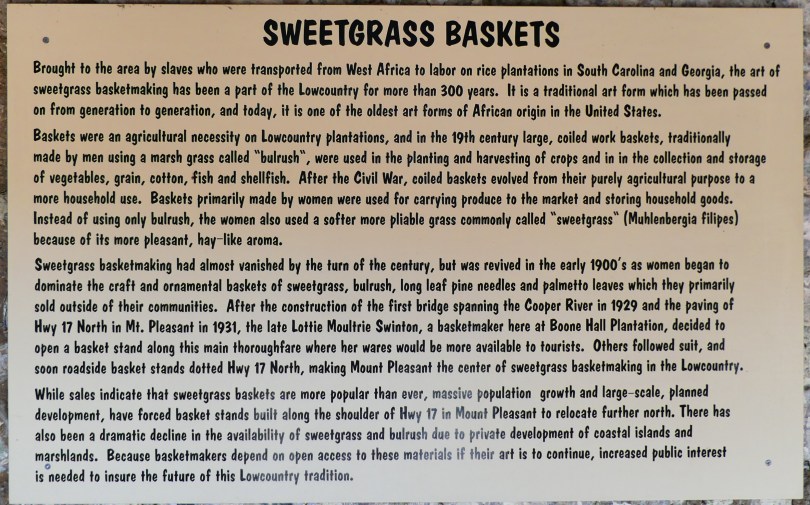 SWEETGRASS BASKETS
Brought to the area by slaves who were transported from West Africa to labor on rice plantations in South Carolina and Georgia, the art of
sweetgrass basketmaking has been a part of the Lowcountry for more than 300 years. It is a traditional art form which has been passed
on from generation to generation, and today, it is one of the oldest art forms of African origin in the United States.
Baskets were an agricultural necessity on Lowcountry plantations, and in the 19th century large, coiled work baskets, traditionally
made by men using a marsh grass called "bulrush", were used in the planting and harvesting of crops and in in the collection and storage
of vegetables, grain, cotton, fish and shellfish. After the Civil War, coiled baskets evolved from their purely agricultural purpose to a
more household use. Baskets primarily made by women were used for carrying produce to the market and storing household goods.
Instead of using only bulrush, the women also used a softer more pliable grass commonly called "sweetgrass" (Muhlenbergia filipes)
because of its more pleasant, hay-like aroma.
Sweetgrass basketmaking had almost vanished by the turn of the century, but was revived in the early 1900's as women began to
dominate the craft and ornamental baskets of sweetgrass, bulrush, long leaf pine needles and palmetto leaves which they primarily
sold outside of their communities. After the construction of the first bridge spanning the Cooper River in 1929 and the paving of
Hwy 17 North in Mt. Pleasant in 1931, the late Lottie Moultrie Swinton, a basketmaker here at Boone Hall Plantation, decided to
open a basket stand along this main thoroughfare where her wares would be more available to tourists. Others followed suit, and
soon roadside basket stands dotted Hwy 17 North, making Mount Pleasant the center of sweetgrass basketmaking in the Lowcountry.
While sales indicate that sweetgrass baskets are more popular than ever, massive population growth and large-scale, planned
development, have forced basket stands built along the shoulder of Hwy 17 in Mount Pleasant to relocate further north. There has
also been a dramatic decline in the availability of sweetgrass and bulrush due to private development of coastal islands and
marshlands. Because basketmakers depend on open access to these materials if their art is to continue, increased public interest
is needed to insure the future of this Lowcountry tradition.